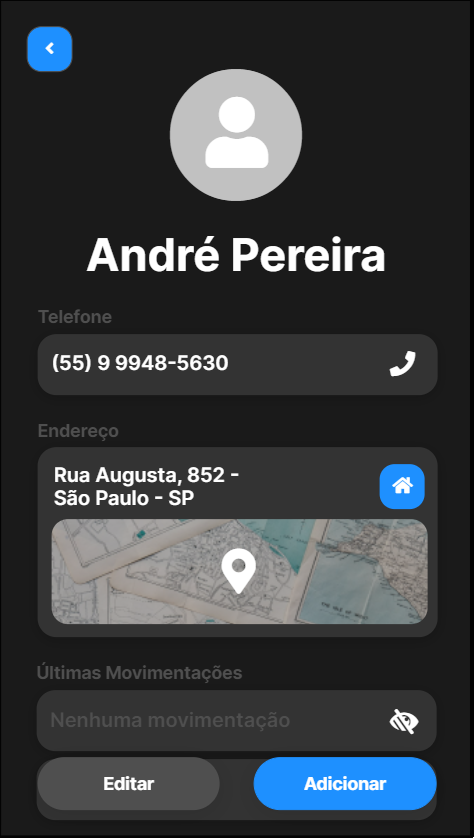 André Pereira
Telefone
(55) 9 9948-5630
Endereço
Rua Augusta, 852 -
São Paulo - SP
Últimas Movimentações
Nenhuma movimentação
Editar
Adicionar